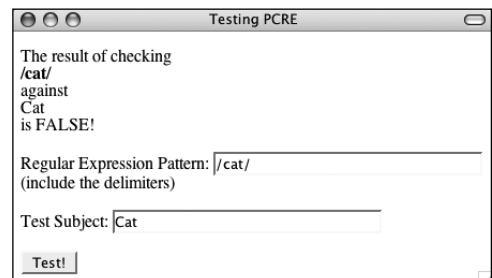 Testing PCRE
The result of checking
/cat/
against
Cat
is FALSE!
Regular Expression Pattern: /cat/
(include the delimiters)
Test Subject: Cat
Test!